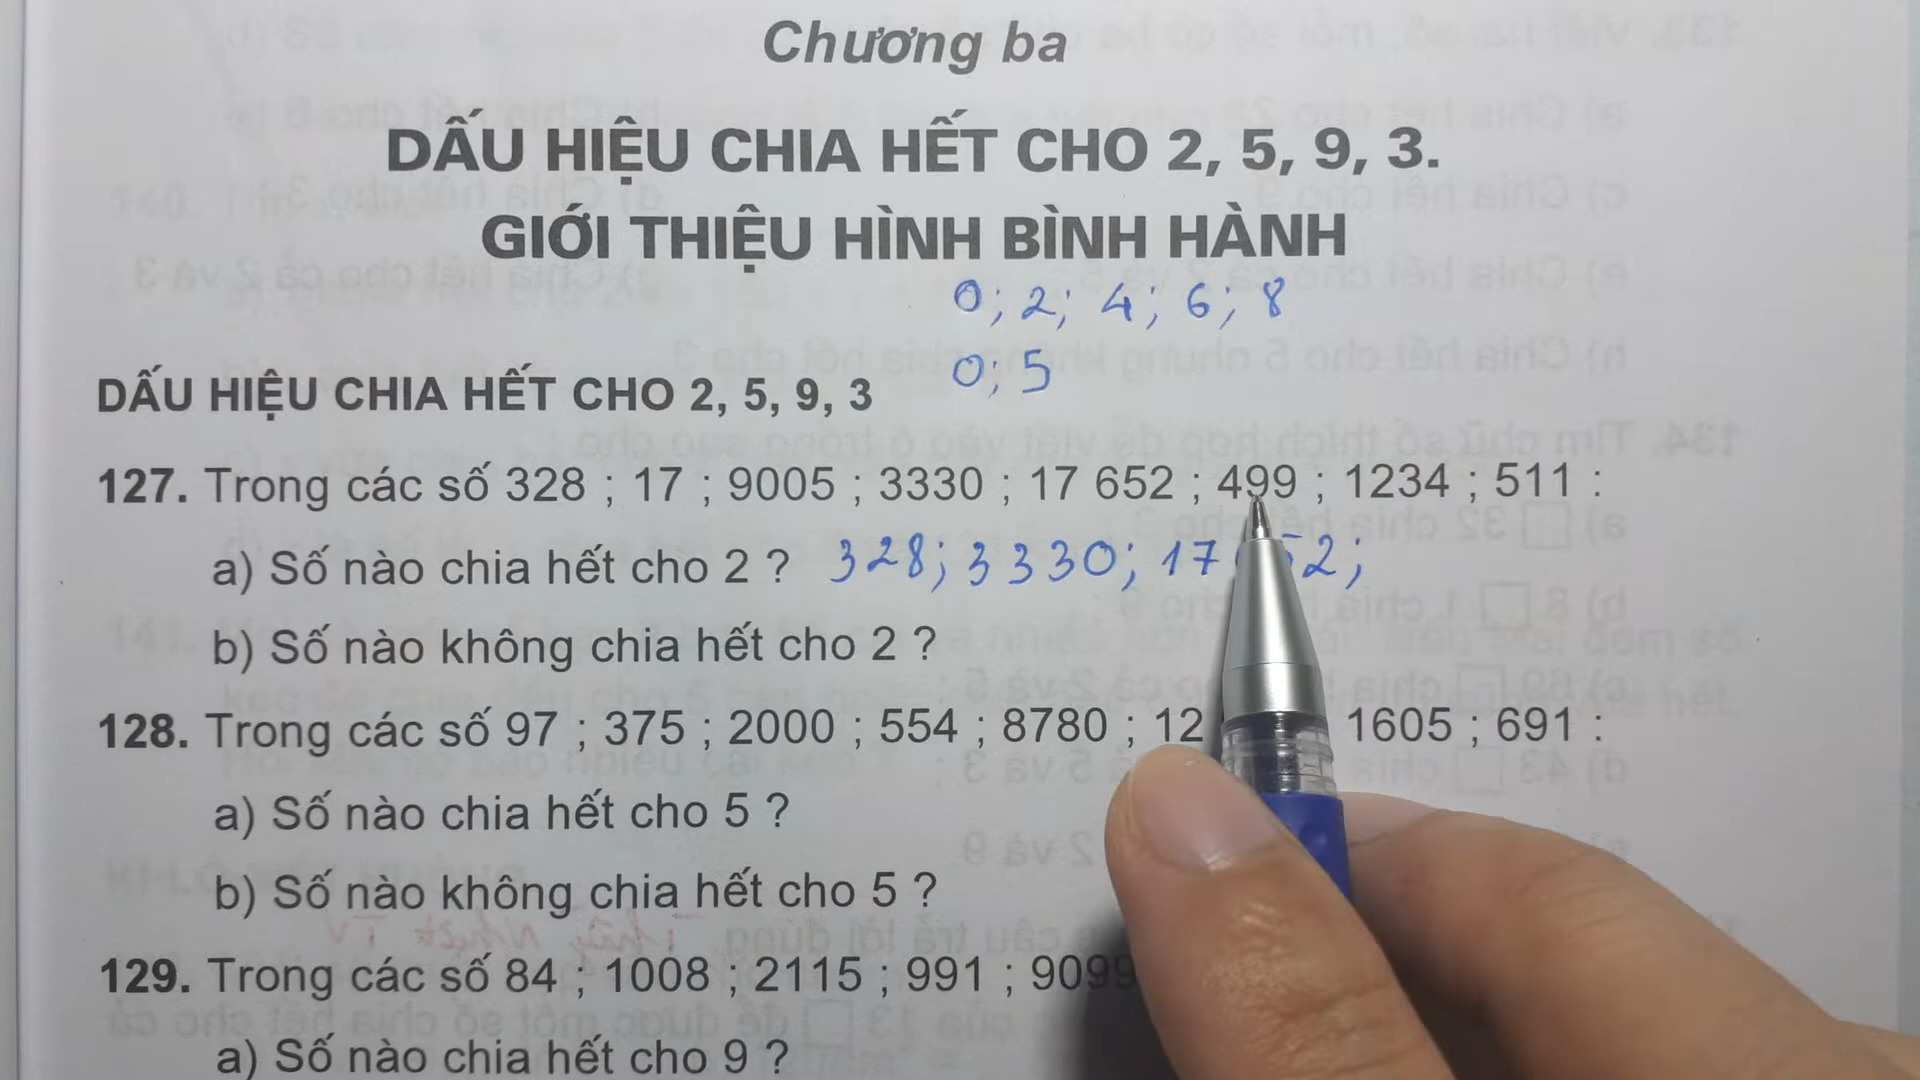 Chương ba
DẤU HIỆU CHIA HẾT CHO 2, 5, 9, 3.
GIỚI THIỆU HÌNH BÌNH HÀNH
0; 2; 4; 6; 8
0; 5
DẤU HIỆU CHIA HẾT CHO 2, 5, 9, 3
127. Trong các số 328 ; 17 ; 9005 ; 3330 ; 17 652 ; 499 ; 1234 ; 511 :
a) Số nào chia hết cho 2 ? 328; 3330; 17 52;
b) Số nào không chia hết cho 2 ?
128. Trong các số 97 ; 375 ; 2000 ; 554 ; 8780 ; 12 1605 ; 691 :
a) Số nào chia hết cho 5 ?
b) Số nào không chia hết cho 5 ?
129. Trong các số 84 ; 1008 ; 2115 ; 991 ; 9099
a) Số nào chia hết cho 9 ?